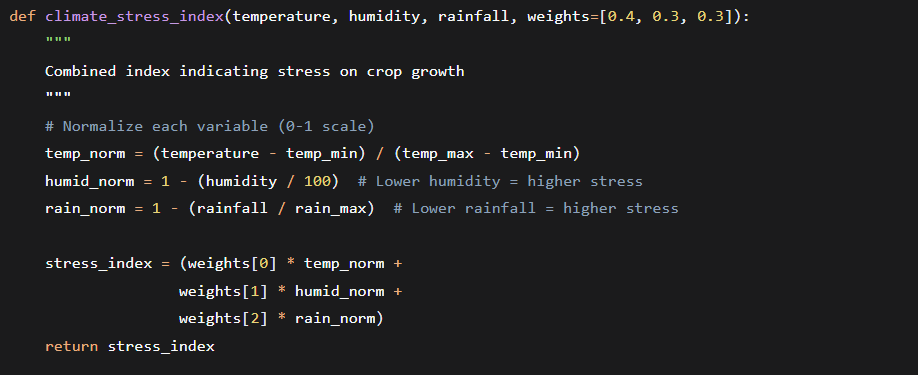 def climate_stress_index(temperature, humidity, rainfall, weights=[0.4, 0.3, 0.3]):
    """
    Combined index indicating stress on crop growth
    """
    # Normalize each variable (0-1 scale)
    temp_norm = (temperature - temp_min) / (temp_max - temp_min)
    humid_norm = 1 - (humidity / 100)  # Lower humidity = higher stress
    rain_norm = 1 - (rainfall / rain_max)  # Lower rainfall = higher stress

    stress_index = (weights[0] * temp_norm +
                   weights[1] * humid_norm +
                   weights[2] * rain_norm)
    return stress_index